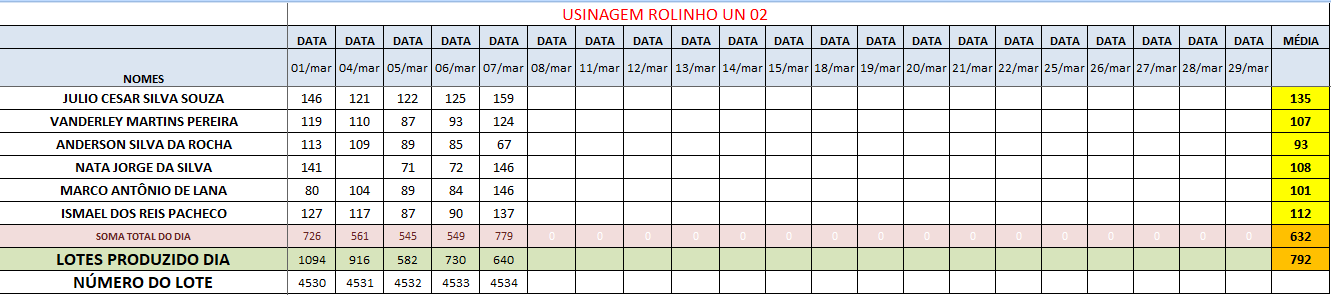 USINAGEM ROLINHO UN 02
DATA DATA DATA DATA DATA DATA DATA DATA DATA DATA DATA DATA DATA DATA DATA DATA DATA DATA DATA DATA MÉDIA
NOMES 01/mar 04/mar 05/mar 06/mar 07/mar 08/mar 11/mar 12/mar 13/mar 14/mar 15/mar 18/mar 19/mar 20/mar 21/mar 22/mar 25/mar 26/mar 27/mar 28/mar 29/mar
JULIO CESAR SILVA SOUZA 146 121 122 125 159 135
VANDERLEY MARTINS PEREIRA 119 110 87 93 124 107
ANDERSON SILVA DA ROCHA 113 109 89 85 67 93
NATA JORGE DA SILVA 141 71 72 146 108
MARCO ANTÔNIO DE LANA 80 104 89 84 146 101
ISMAEL DOS REIS PACHECO 127 117 87 90 137 112
SOMA TOTAL DO DIA 726 561 545 549 779 0 0 0 0 0 0 0 0 0 0 0 0 0 0 0 0 632
LOTES PRODUZIDO DIA 1094 916 582 730 640 792
NÚMERO DO LOTE 4530 4531 4532 4533 4534